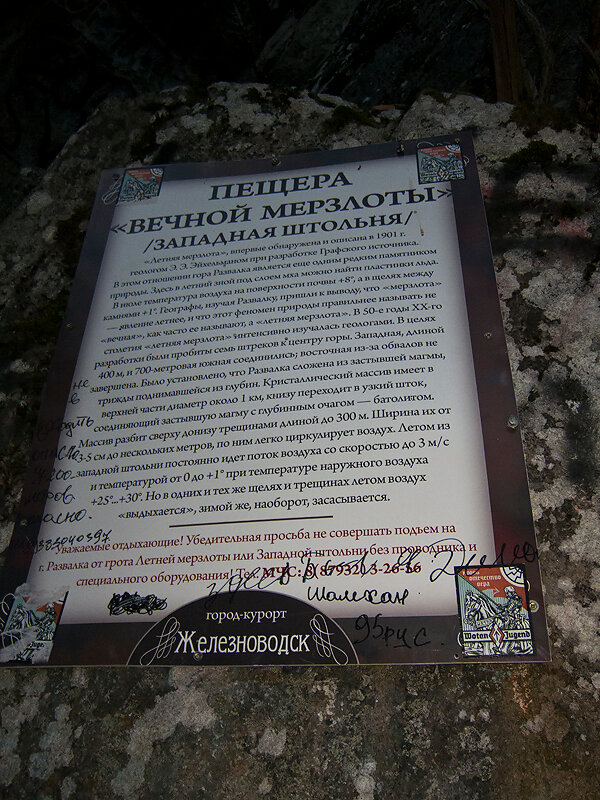 ПЕЩЕРА
«ВЕЧНОЙ МЕРЗЛОТЫ»
/ЗАПАДНАЯ ШТОЛЬНЯ/
«Летняя мерзлота», впервые обнаружена и описана в 1901 г.
геологом Э. Э. Эйхельманом при разработке Графского источника.
В этом отношении гора Развалка является еще одним редким памятником
природы. Здесь в летний зной под слоем мха можно найти пластинки льда.
В июле температура воздуха на поверхности почвы +8°, а в щелях между
камнями +1°. Географы, изучая Развалку, пришли к выводу, что «мерзлота»
— явление летнее, и что этот феномен природы правильнее называть не
«вечная», как часто ее называют, а «летняя мерзлота». В 50-е годы XX-го
столетия «летняя мерзлота» интенсивно изучалась геологами. В целях
разработки были пробиты семь штреков к центру горы. Западная, длиной
400 м, и 700-метровая южная соединились; восточная из-за обвалов не
завершена. Было установлено, что Развалка сложена из застывшей магмы,
трижды поднимавшейся из глубин. Кристаллический массив имеет в
верхней части диаметр около 1 км, книзу переходит в узкий шток,
соединяющий застывшую магму с глубинным очагом — батолитом.
Массив разбит сверху донизу трещинами длиной до 300 м. Ширина их от
3-5 см до нескольких метров, по ним легко циркулирует воздух. Летом из
западной штольни постоянно идет поток воздуха со скоростью до 3 м/с
и температурой от 0 до +1° при температуре наружного воздуха
+25°...+30°. Но в одних и тех же щелях и трещинах летом воздух
«выдыхается», зимой же, наоборот, засасывается.
Уважаемые отдыхающие! Убедительная просьба не совершать подъем на
г. Развалка от грота Летней мерзлоты или Западной штольни без проводника и
специального оборудования! Тел. МЧС: 8(87932) 3-26-86
Шамхан
95рус
город-курорт
Железноводск
отечество
Woten Jugend